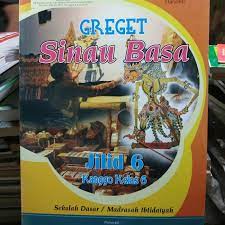 GREGET
Sinau Basa
Jilid 6
Kanggo Kelas 6
Sekolah Dasar / Madrasah Ibtidaiyah